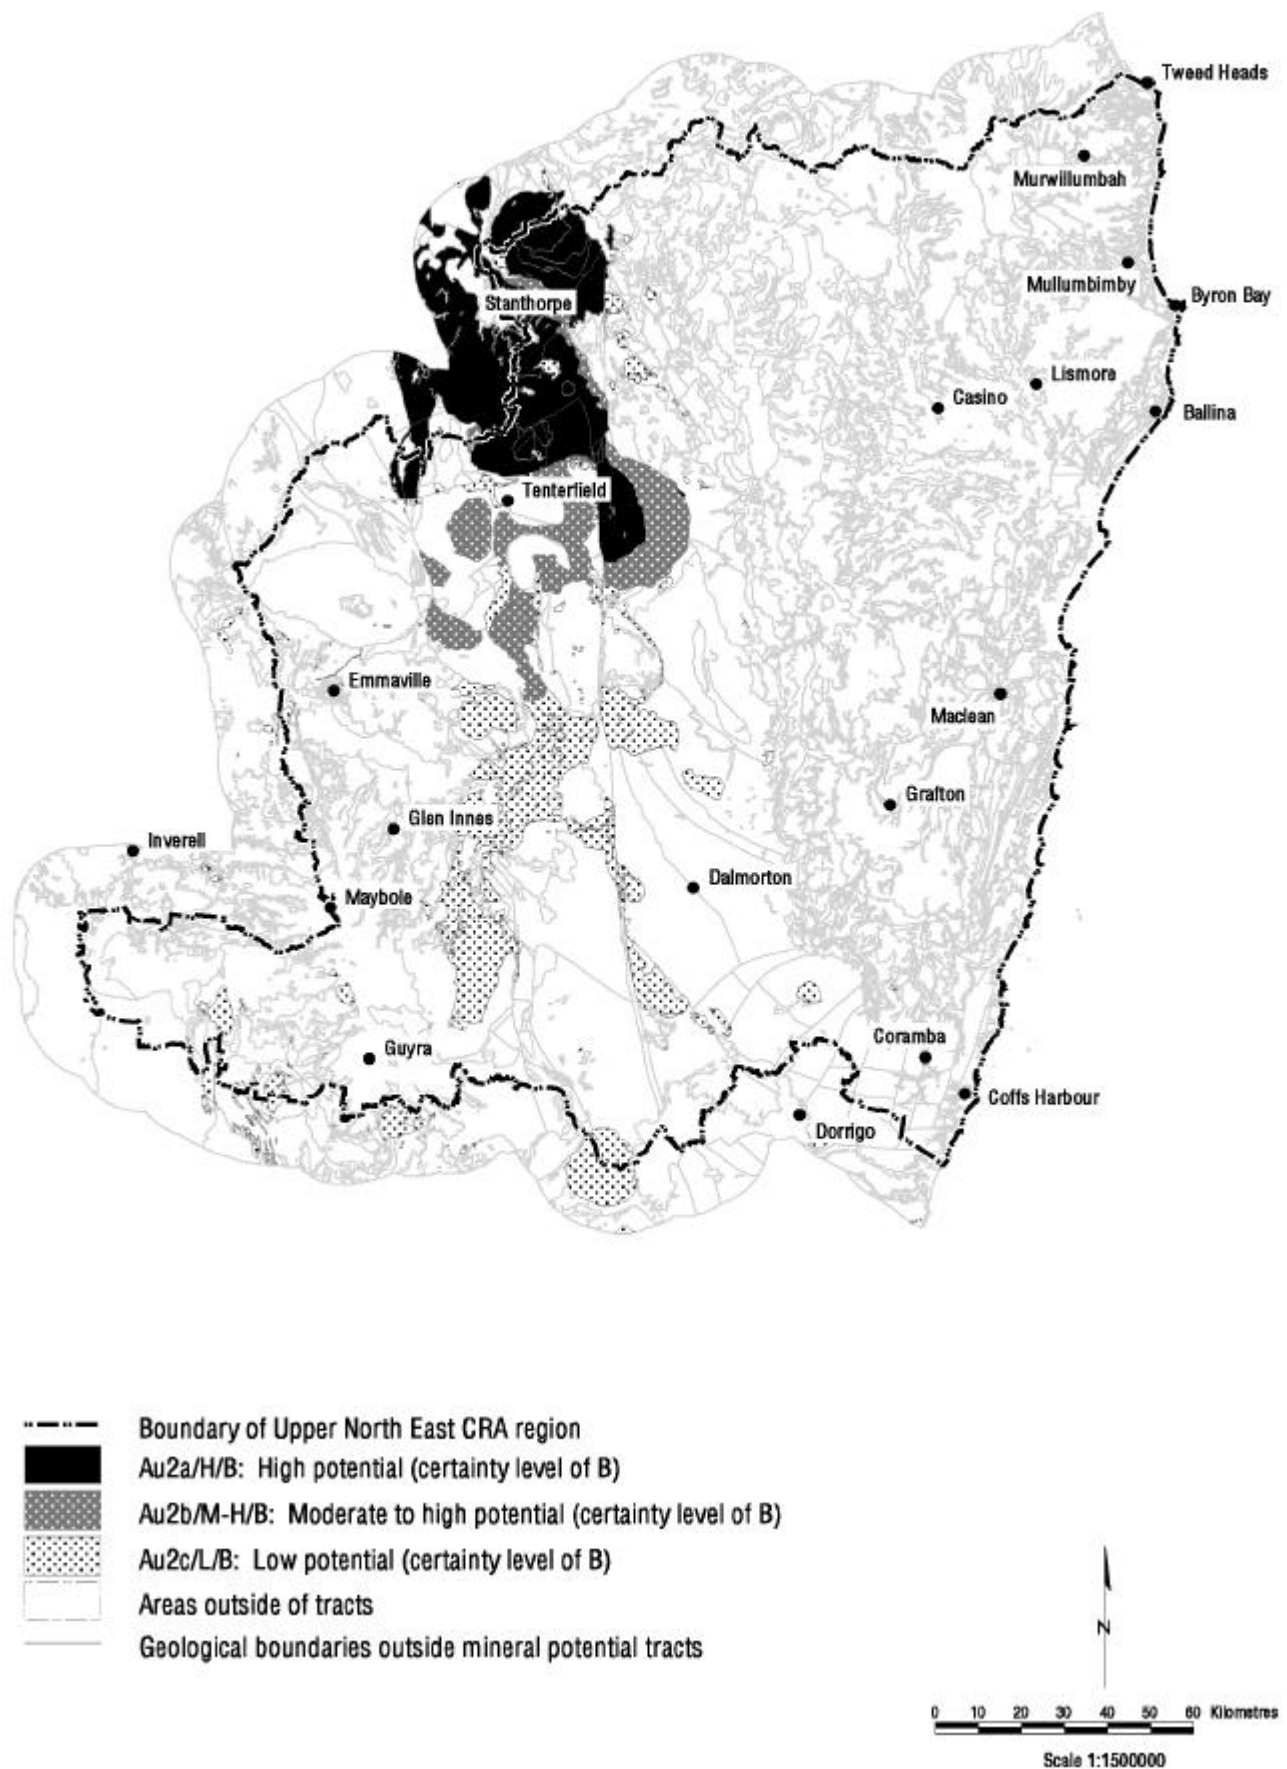 Tweed Heads
Murwillumbah
Mullumbimby
Byron Bay
Stanthorpe
Lismore
Casino
Ballina
Tenterfield
Emmaville
Maclean
Grafton
Glen Innes
Inverell
Dalmorton
Maybole
Coramba
Guyra
Coffs Harbour
Dorrigo
Boundary of Upper North East CRA region
Au2a/H/B: High potential (certainty level of B)
Au2b/M-H/B: Moderate to high potential (certainty level of B)
Au2c/L/B: Low potential (certainty level of B)
Areas outside of tracts
Geological boundaries outside mineral potential tracts
N
0 10 20 30 40 50 60 Kilometres
Scale 1:1500000